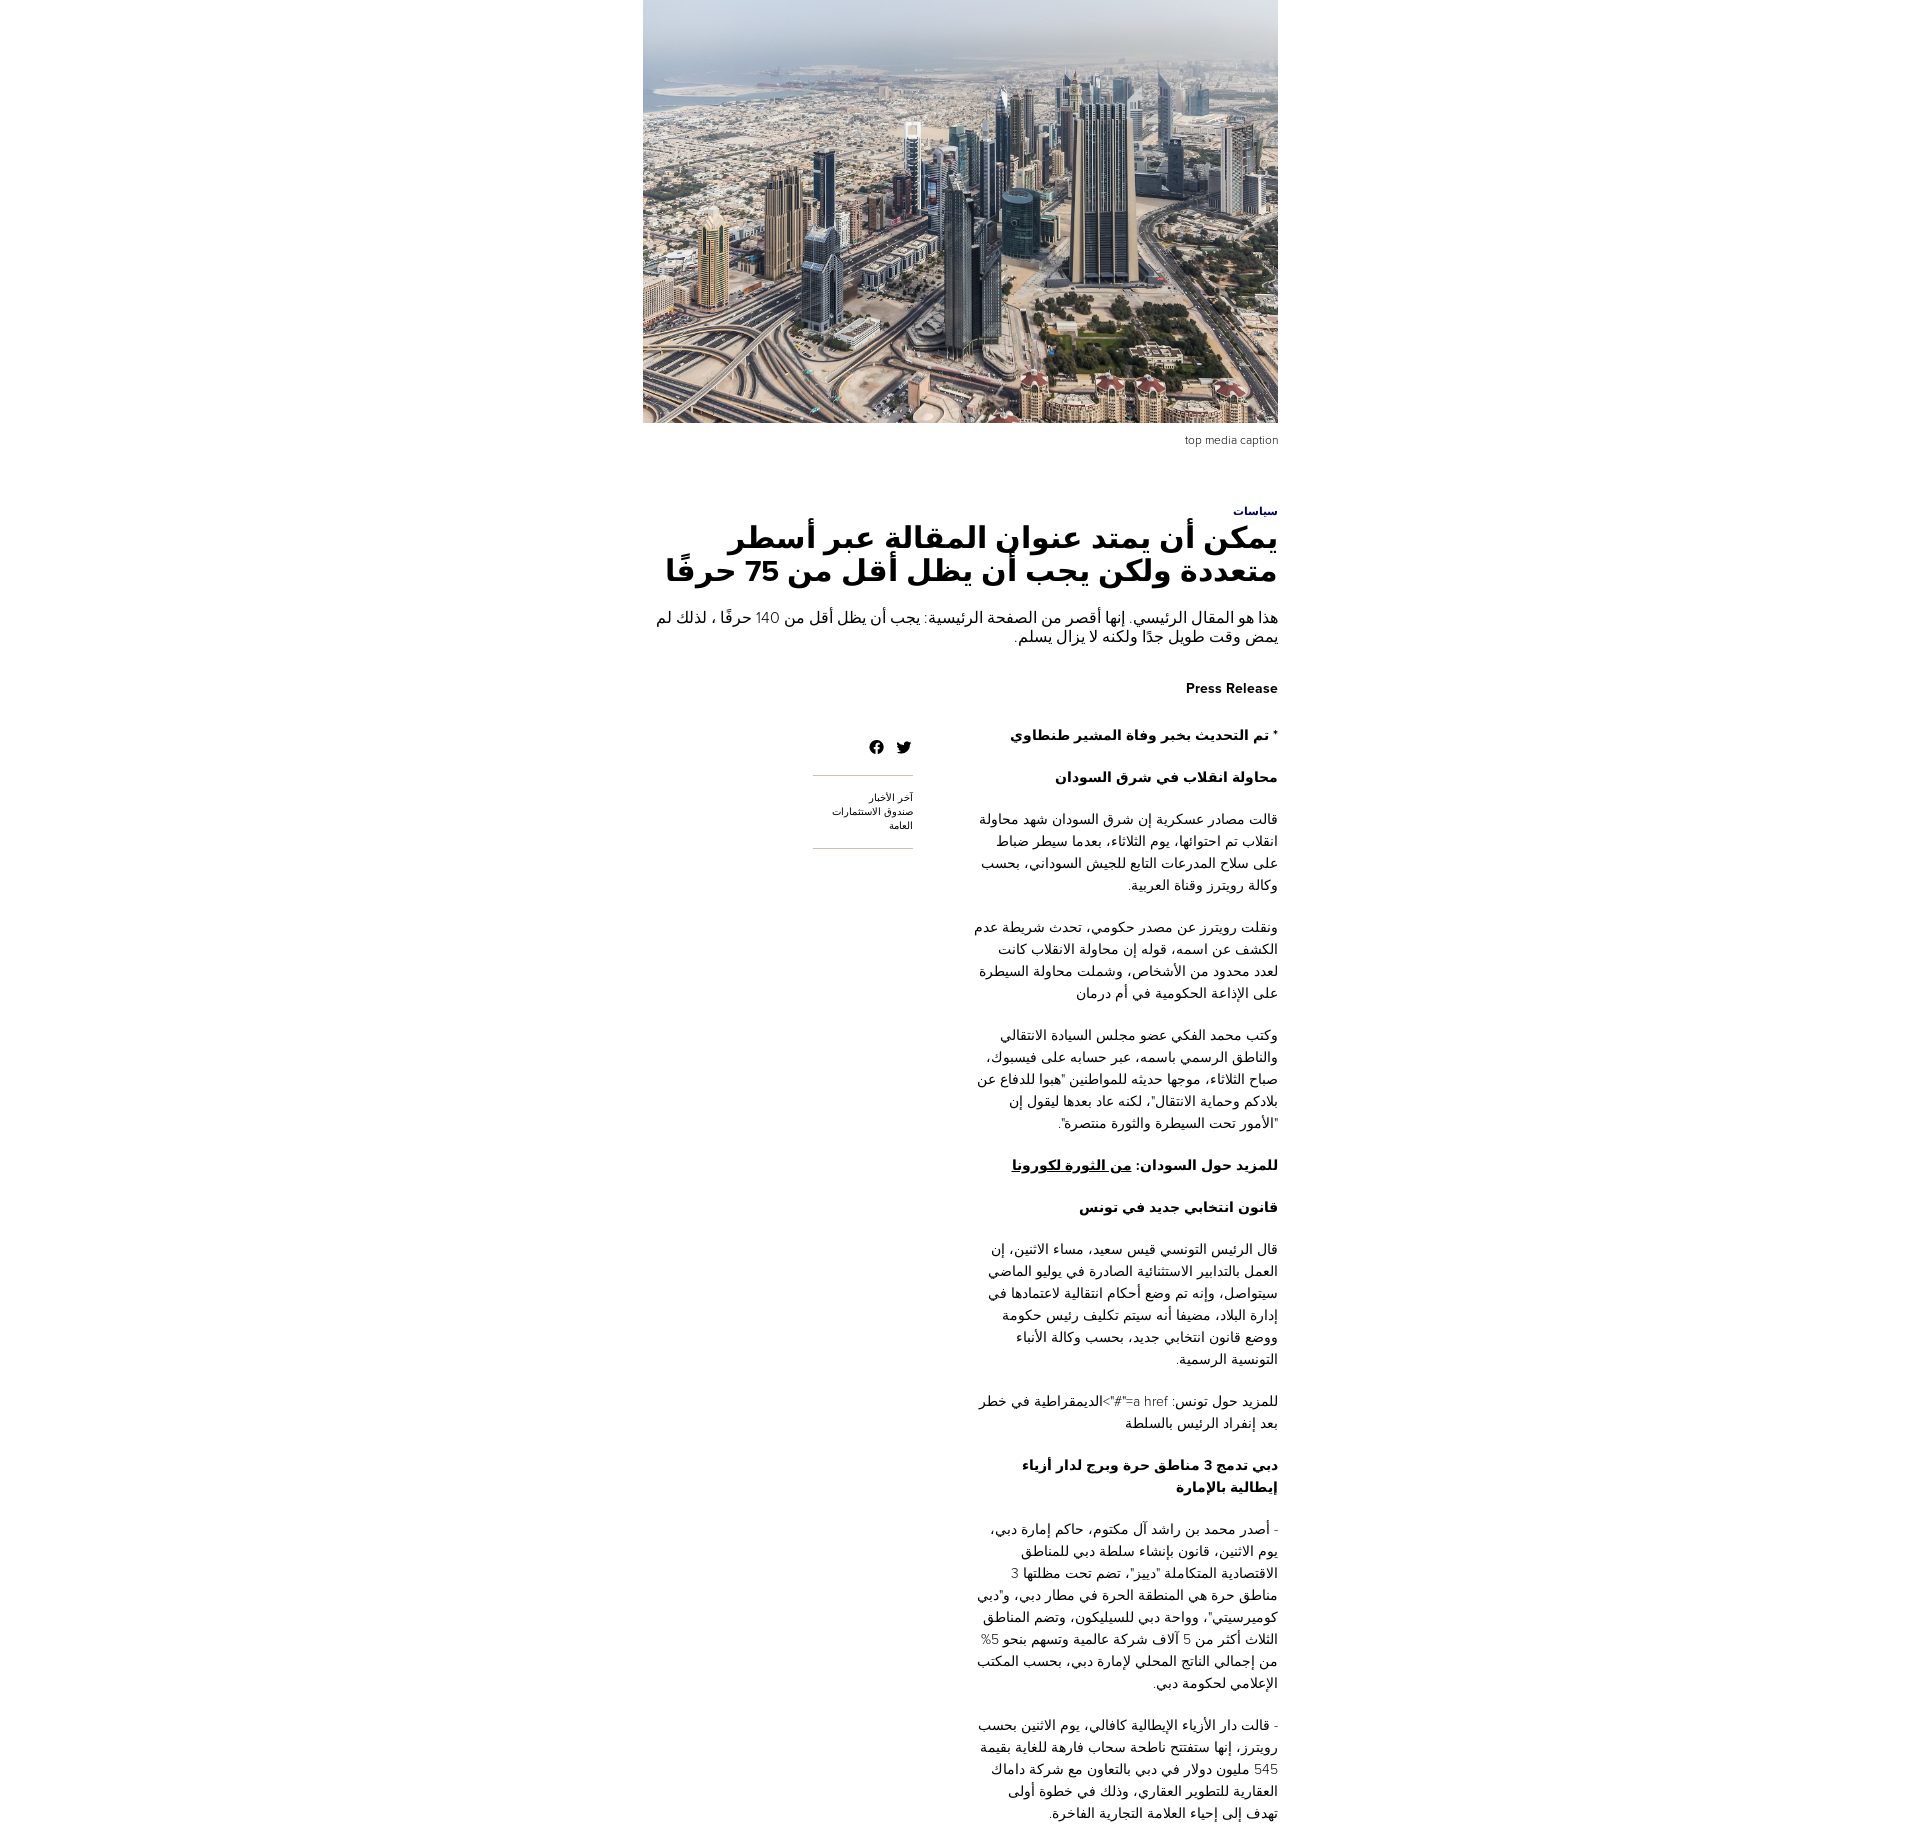 top media caption
سياسات
يمكن أن يمتد عنوان المقالة عبر أسطر
متعددة ولكن يجب أن يظل أقل من 75 حرفًا
هذا هو المقال الرئيسي. إنها أقصر من الصفحة الرئيسية: يجب أن يظل أقل من 140 حرفًا ، لذلك لم
يمض وقت طويل جدًا ولكنه لا يزال يسلم.
Press Release
* تم التحديث بخبر وفاة المشير طنطاوي
محاولة انقلاب في شرق السودان
قالت مصادر عسكرية إن شرق السودان شهد محاولة
انقلاب تم احتوائها، يوم الثلاثاء، بعدما سيطر ضباط
على سلاح المدرعات التابع للجيش السوداني، بحسب
وكالة رويترز وقناة العربية.
ونقلت رويترز عن مصدر حكومي، تحدث شريطة عدم
الكشف عن اسمه، قوله إن محاولة الانقلاب كانت
لعدد محدود من الأشخاص، وشملت محاولة السيطرة
على الإذاعة الحكومية في أم درمان
وكتب محمد الفكي عضو مجلس السيادة الانتقالي
والناطق الرسمي باسمه، عبر حسابه على فيسبوك،
صباح الثلاثاء، موجها حديثه للمواطنين "هبوا للدفاع عن
بلادكم وحماية الانتقال"، لكنه عاد بعدها ليقول إن
"الأمور تحت السيطرة والثورة منتصرة".
للمزيد حول السودان: من الثورة لكورونا
قانون انتخابي جديد في تونس
قال الرئيس التونسي قيس سعيد، مساء الاثنين، إن
العمل بالتدابير الاستثنائية الصادرة في يوليو الماضي
سيتواصل، وإنه تم وضع أحكام انتقالية لاعتمادها في
إدارة البلاد، مضيفا أنه سيتم تكليف رئيس حكومة
ووضع قانون انتخابي جديد، بحسب وكالة الأنباء
التونسية الرسمية.
للمزيد حول تونس: a href="#">الديمقراطية في خطر
بعد إنفراد الرئيس بالسلطة
دبي تدمج 3 مناطق حرة وبرج لدار أزياء
إيطالية بالإمارة
- أصدر محمد بن راشد آل مكتوم، حاكم إمارة دبي،
يوم الاثنين، قانون بإنشاء سلطة دبي للمناطق
الاقتصادية المتكاملة "دييز"، تضم تحت مظلتها 3
مناطق حرة هي المنطقة الحرة في مطار دبي، و"دبي
كوميرسيتي"، وواحة دبي للسيليكون، وتضم المناطق
الثلاث أكثر من 5 آلاف شركة عالمية وتسهم بنحو 5%
من إجمالي الناتج المحلي لإمارة دبي، بحسب المكتب
الإعلامي لحكومة دبي.
- قالت دار الأزياء الإيطالية كافالي، يوم الاثنين بحسب
رويترز، إنها ستفتتح ناطحة سحاب فارهة للغاية بقيمة
545 مليون دولار في دبي بالتعاون مع شركة داماك
العقارية للتطوير العقاري، وذلك في خطوة أولى
تهدف إلى إحياء العلامة التجارية الفاخرة.
آخر الأخبار
صندوق الاستثمارات
العامة